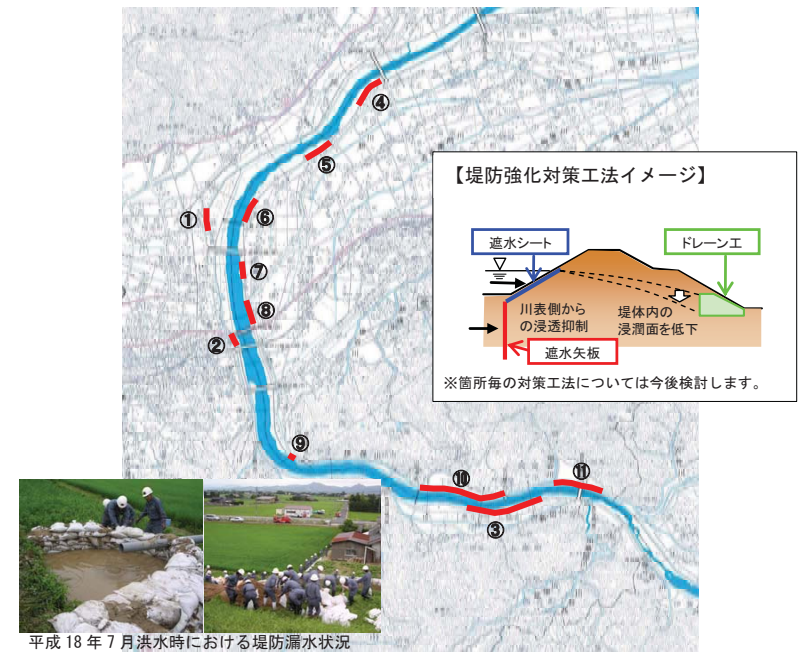 ④
⑤
①
⑥
⑦
⑧
②
⑨
⑩
⑪
③
【堤防強化対策工法イメージ】
遮水シート
ドレーン工
川表側から
の浸透抑制
堤体内の
浸潤面を低下
遮水矢板
※箇所毎の対策工法については今後検討します。
平成 18 年 7 月洪水時における堤防漏水状況